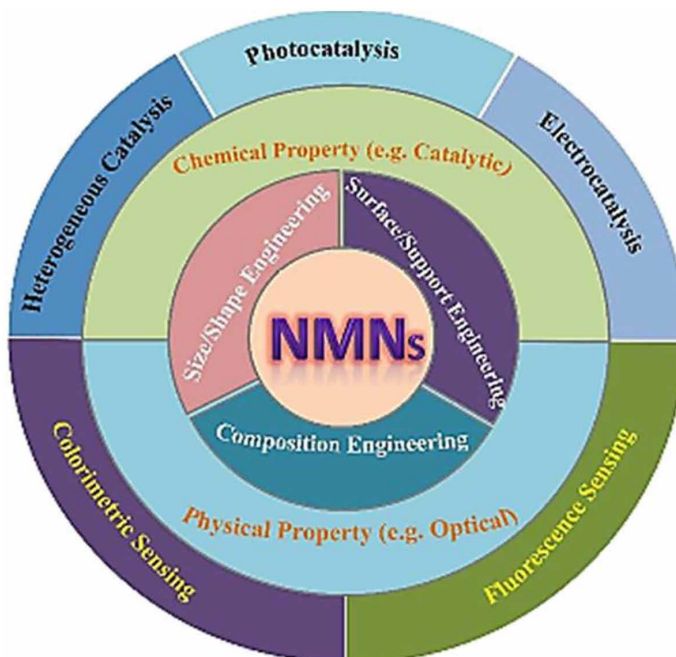 Photocatalysis
Heterogeneous Catalysis
Electrocatalysis
Chemical Property (e.g. Catalytic)
Size/Shape Engineering
Surface/Support Engineering
NMNs
Composition Engineering
Physical Property (e.g. Optical)
Colorimetric Sensing
Fluorescence Sensing